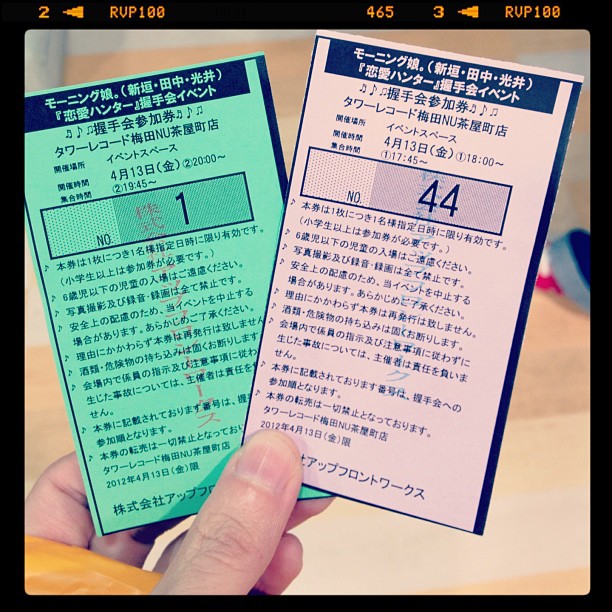 2 RVP100 465 3 RVP100
モーニング娘。(新垣・田中・光井)
『恋愛ハンター』握手会イベント
♫♪♫握手会参加券♫♪♫
タワーレコード梅田NU茶屋町店
開催場所 イベントスペース
開催時間 4月13日(金)②20:00～
集合時間 (②19:45～
NO. 1
♪ 本券は1枚につき1名様指定日時に限り有効です。
(小学生以上は参加券が必要です。)
♪ 6歳児以下の児童の入場はご遠慮ください。
♪ 写真撮影及び録音・録画は全て禁止です。
♪ 安全上の配慮のため、当イベントを中止する
場合があります。あらかじめご了承ください。
♪ 理由にかかわらず本券は再発行は致しません
♪ 酒類・危険物の持ち込みは固くお断りします
♪ 会場内で係員の指示及び注意事項に従わ
生じた事故については、主催者は責任を
せん。
♪ 本券に記載されております番号は、握
参加順となります。
♪ 本券の転売は一切禁止となってお
タワーレコード梅田NU茶屋町店
2012年4月13日(金)限
株式会社アップフロ
モーニング娘。(新垣・田中・光井)
『恋愛ハンター』握手会イベント
♫♪♫握手会参加券♫♪♫
タワーレコード梅田NU茶屋町店
開催場所 イベントスペース
開催時間 4月13日(金)①18:00～
集合時間 (①17:45～
NO. 44
♪ 本券は1枚につき1名様指定日時に限り有効です。
(小学生以上は参加券が必要です。)
♪ 6歳児以下の児童の入場はご遠慮ください。
♪ 写真撮影及び録音・録画は全て禁止です。
♪ 安全上の配慮のため、当イベントを中止する
場合があります。あらかじめご了承ください。
♪ 理由にかかわらず本券は再発行は致しません。
♪ 酒類・危険物の持ち込みは固くお断りします。
♪ 会場内で係員の指示及び注意事項に従わずに
生じた事故については、主催者は責任を負いま
せん。
♪ 本券に記載されております番号は、握手会への
参加順となります。
♪ 本券の転売は一切禁止となっております。
タワーレコード梅田NU茶屋町店
2012年4月13日(金)限
社アップフロントワークス